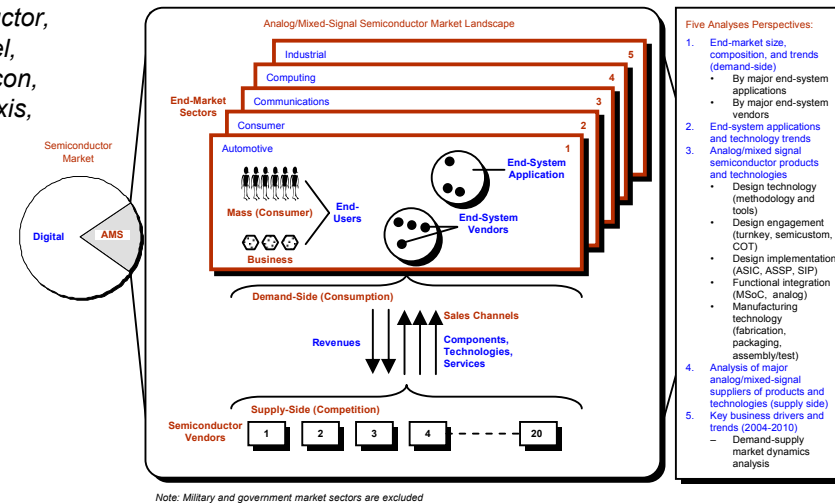 Analog/Mixed-Signal Semiconductor Market Landscape
Industrial 5
Computing 4
Communications 3
Consumer 2
Automotive 1
End-Market
Sectors
Mass (Consumer)
Business
End-
Users
End-System
Application
End-System
Vendors
Semiconductor
Market
Digital
AMS
Demand-Side (Consumption)
Revenues
Sales Channels
Components,
Technologies,
Services
Supply-Side (Competition)
Semiconductor
Vendors
1 2 3 4 20
Note: Military and government market sectors are excluded
Five Analyses Perspectives:
1. End-market size,
composition, and trends
(demand-side)
• By major end-system
applications
• By major end-system
vendors
2. End-system applications
and technology trends
3. Analog/mixed signal
semiconductor products
and technologies
• Design technology
(methodology and
tools)
• Design engagement
(turnkey, semicustom,
COT)
• Design implementation
(ASIC, ASSP, SIP)
• Functional integration
(MSoC, analog)
• Manufacturing
technology
(fabrication,
packaging,
assembly/test)
4. Analysis of major
analog/mixed-signal
suppliers of products and
technologies (supply side)
5. Key business drivers and
trends (2004-2010)
– Demand-supply
market dynamics
analysis